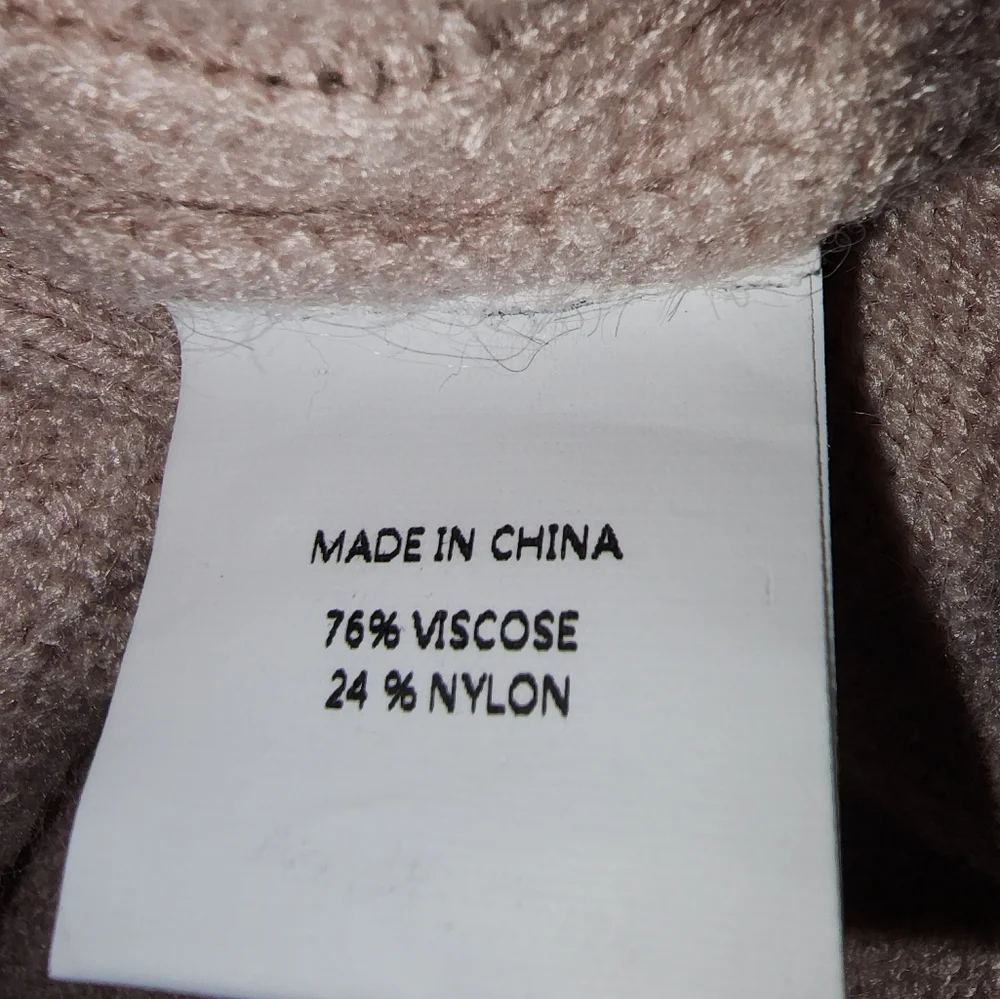 MADE IN CHINA
76% VISCOSE
24 % NYLON